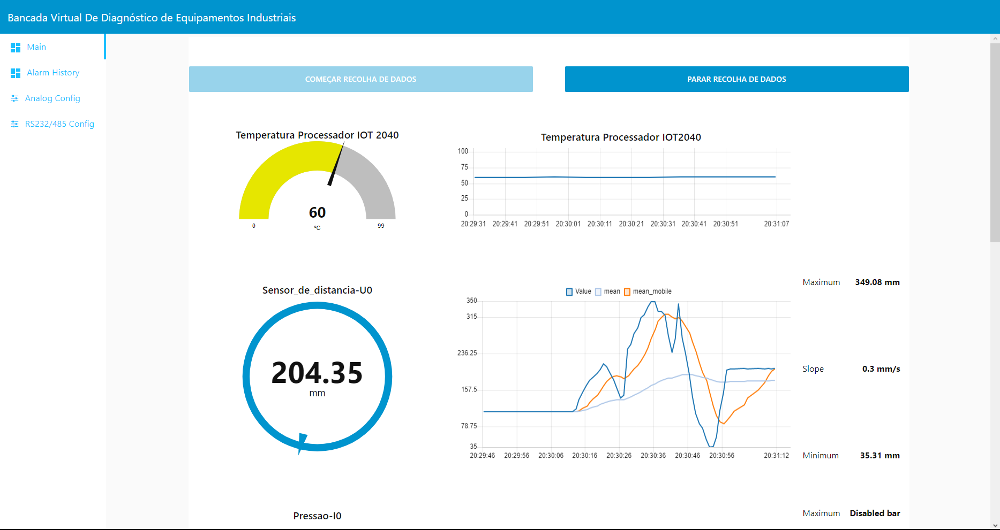 Bancada Virtual De Diagnóstico de Equipamentos Industriais
Main
Alarm History
Analog Config
RS232/485 Config
COMEÇAR RECOLHA DE DADOS
PARAR RECOLHA DE DADOS
Temperatura Processador IOT 2040
60
0
ºC
99
Temperatura Processador IOT2040
100
75
50
25
0
20:29:31 20:29:41 20:29:51 20:30:01 20:30:11 20:30:21 20:30:31 20:30:41 20:30:51 20:31:07
Sensor_de_distancia-U0
204.35
mm
Value mean mean_mobile
350
315
236.25
157.5
78.75
35
20:29:46 20:29:56 20:30:06 20:30:16 20:30:26 20:30:36 20:30:46 20:30:56 20:31:12
Maximum 349.08 mm
Slope 0.3 mm/s
Minimum 35.31 mm
Pressao-I0
Maximum Disabled bar